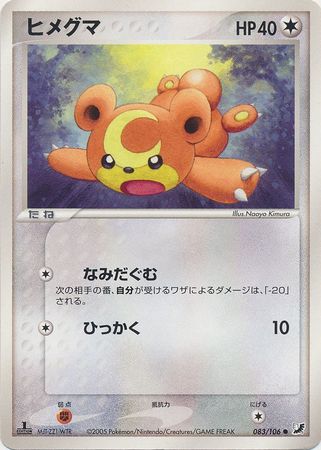 ヒメグマ HP40
たね Illus.Naoyo Kimura
なみだぐむ
次の相手の番、自分が受けるワザによるダメージは、「-20」
される。
ひっかく 10
弱点 抵抗力 にげる
1 EDITION ©2005 Pokémon/Nintendo/Creatures/GAME FREAK 083/106 ●